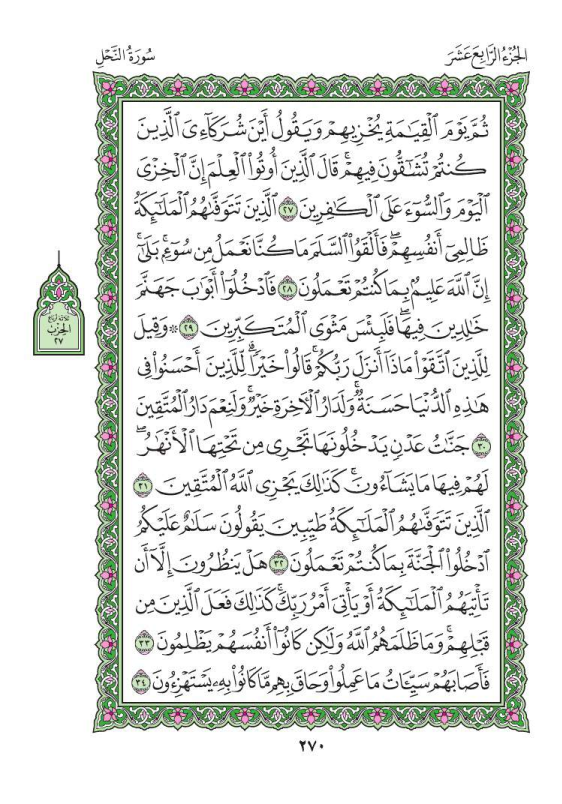 الجُزْءُ الرَّابِعَ عَشَرَ
سُورَةُ النَّحْلِ
ثُمَّ يَوْمَ ٱلْقِيَـٰمَةِ يُخْزِيهِمْ وَيَقُولُ أَيْنَ شُرَكَآءِىَ ٱلَّذِينَ
كُنتُمْ تُشَـٰٓقُّونَ فِيهِمْ ۚ قَالَ ٱلَّذِينَ أُوتُوا۟ ٱلْعِلْمَ إِنَّ ٱلْخِزْىَ
ٱلْيَوْمَ وَٱلسُّوٓءَ عَلَى ٱلْكَـٰفِرِينَ ٢٧ ٱلَّذِينَ تَتَوَفَّىٰهُمُ ٱلْمَلَـٰٓئِكَةُ
ظَالِمِىٓ أَنفُسِهِمْ ۖ فَأَلْقَوُا۟ ٱلسَّلَمَ مَا كُنَّا نَعْمَلُ مِن سُوٓءٍۭ ۚ بَلَىٰٓ
إِنَّ ٱللَّهَ عَلِيمٌۢ بِمَا كُنتُمْ تَعْمَلُونَ ٢٨ فَٱدْخُلُوٓا۟ أَبْوَٰبَ جَهَنَّمَ
خَـٰلِدِينَ فِيهَا ۖ فَلَبِئْسَ مَثْوَى ٱلْمُتَكَبِّرِينَ ٢٩ ۞ وَقِيلَ
لِلَّذِينَ ٱتَّقَوْا۟ مَاذَآ أَنزَلَ رَبُّكُمْ ۚ قَالُوا۟ خَيْرًا ۗ لِّلَّذِينَ أَحْسَنُوا۟ فِى
هَـٰذِهِ ٱلدُّنْيَا حَسَنَةٌ ۚ وَلَدَارُ ٱلْـَٔاخِرَةِ خَيْرٌ ۚ وَلَنِعْمَ دَارُ ٱلْمُتَّقِينَ
٣٠ جَنَّـٰتُ عَدْنٍ يَدْخُلُونَهَا تَجْرِى مِن تَحْتِهَا ٱلْأَنْهَـٰرُ ۖ
لَهُمْ فِيهَا مَا يَشَآءُونَ ۚ كَذَٰلِكَ يَجْزِى ٱللَّهُ ٱلْمُتَّقِينَ ٣١
ٱلَّذِينَ تَتَوَفَّىٰهُمُ ٱلْمَلَـٰٓئِكَةُ طَيِّبِينَ ۙ يَقُولُونَ سَلَـٰمٌ عَلَيْكُمُ
ٱدْخُلُوا۟ ٱلْجَنَّةَ بِمَا كُنتُمْ تَعْمَلُونَ ٣٢ هَلْ يَنظُرُونَ إِلَّآ أَن
تَأْتِيَهُمُ ٱلْمَلَـٰٓئِكَةُ أَوْ يَأْتِىَ أَمْرُ رَبِّكَ ۚ كَذَٰلِكَ فَعَلَ ٱلَّذِينَ مِن
قَبْلِهِمْ ۚ وَمَا ظَلَمَهُمُ ٱللَّهُ وَلَـٰكِن كَانُوٓا۟ أَنفُسَهُمْ يَظْلِمُونَ ٣٣
فَأَصَابَهُمْ سَيِّـَٔاتُ مَا عَمِلُوا۟ وَحَاقَ بِهِم مَّا كَانُوا۟ بِهِۦ يَسْتَهْزِءُونَ ٣٤
الحِزْب
٢٧
٢٧٠